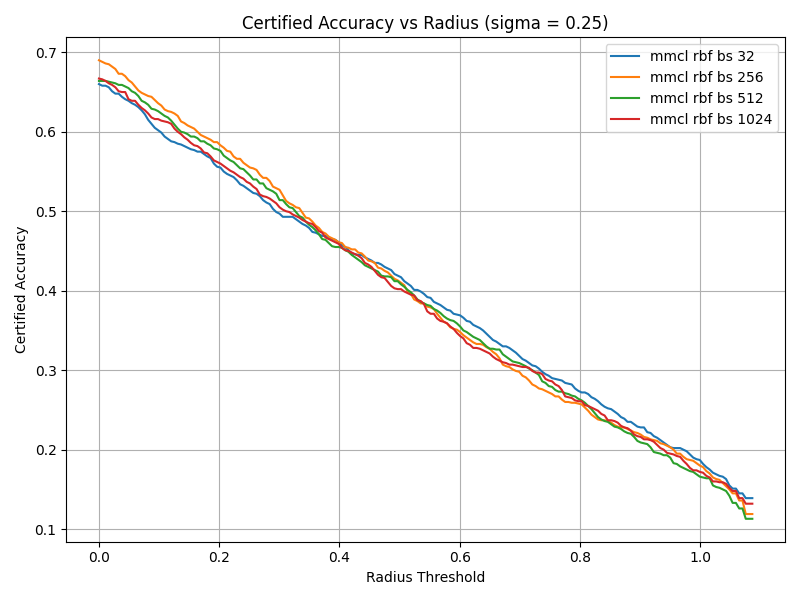 Certified Accuracy vs Radius (sigma = 0.25)
mmcl rbf bs 32
mmcl rbf bs 256
mmcl rbf bs 512
mmcl rbf bs 1024
Certified Accuracy
0.7
0.6
0.5
0.4
0.3
0.2
0.1
0.0 0.2 0.4 0.6 0.8 1.0
Radius Threshold